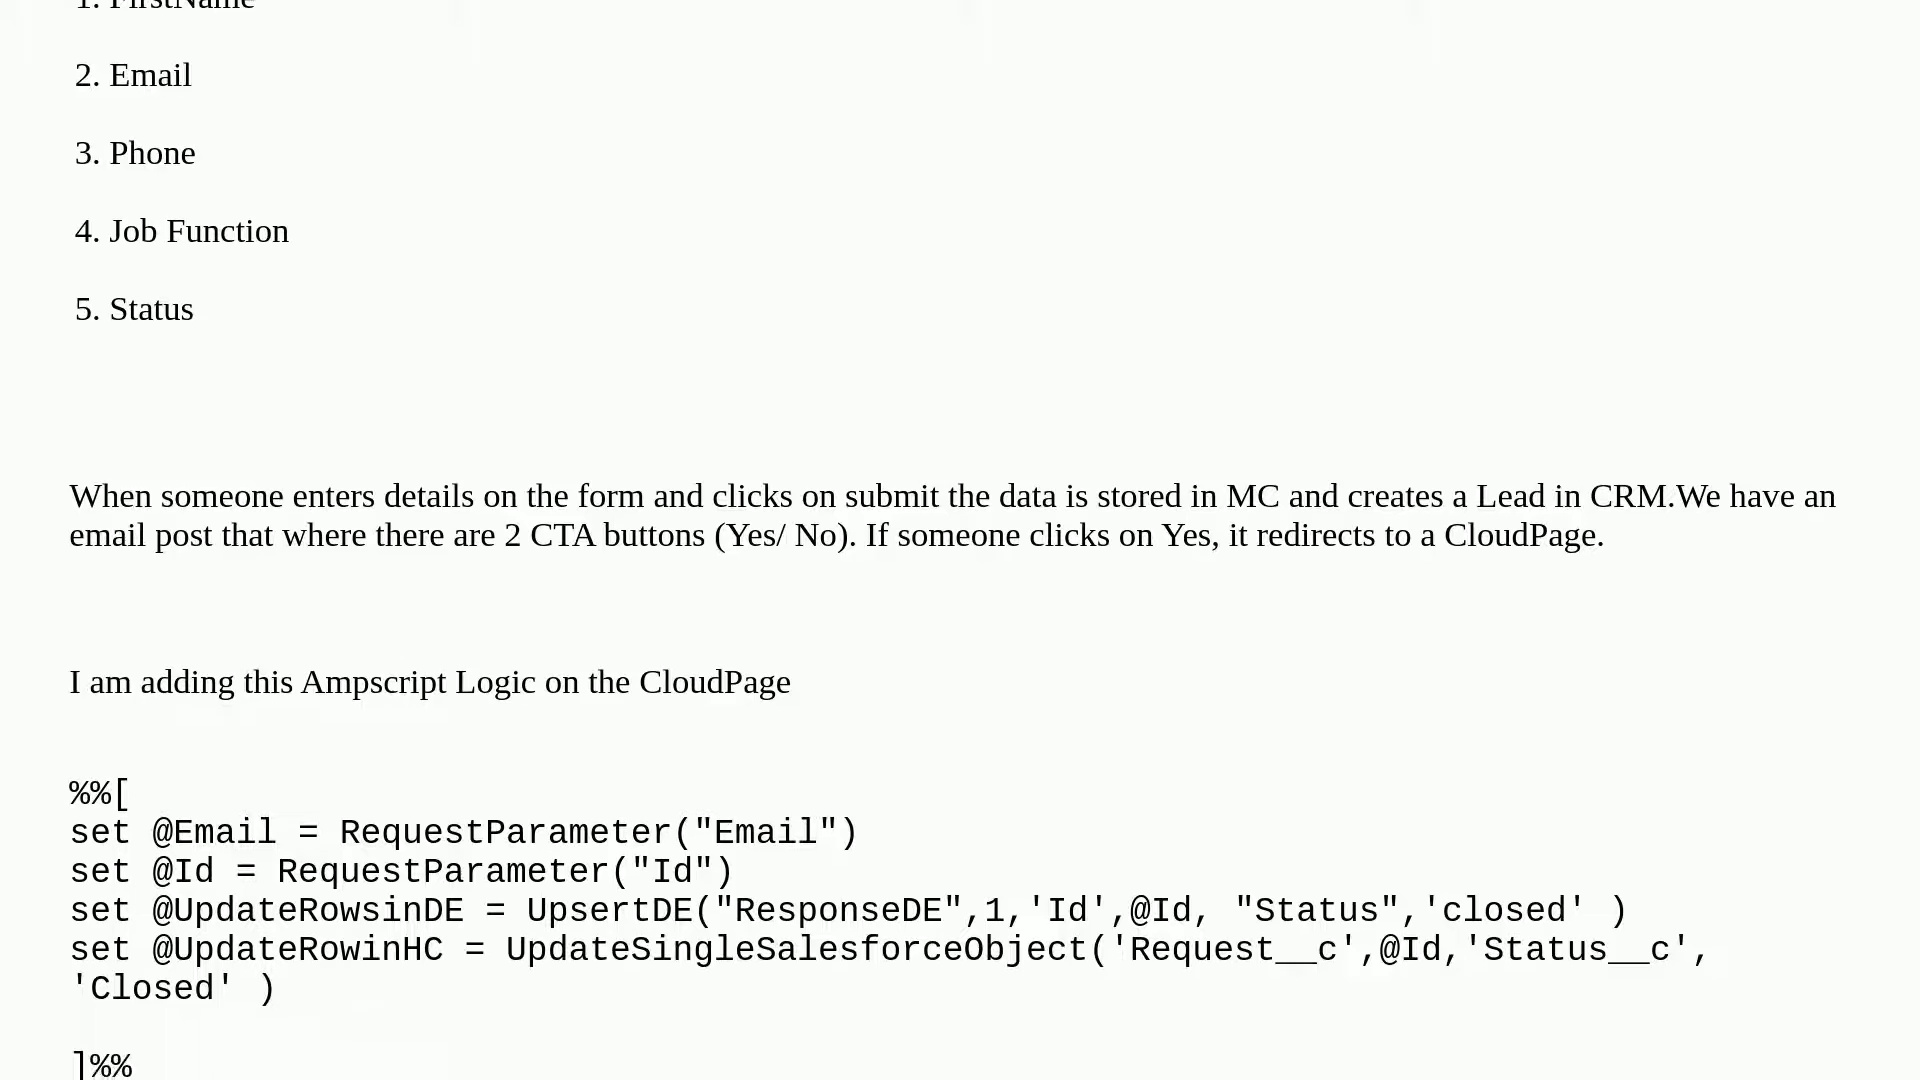 1. FirstName
2. Email
3. Phone
4. Job Function
5. Status
When someone enters details on the form and clicks on submit the data is stored in MC and creates a Lead in CRM.We have an
email post that where there are 2 CTA buttons (Yes/ No). If someone clicks on Yes, it redirects to a CloudPage.
I am adding this Ampscript Logic on the CloudPage
%%[
set @Email = RequestParameter("Email")
set @Id = RequestParameter("Id")
set @UpdateRowsinDE = UpsertDE("ResponseDE",1,'Id',@Id, "Status",'closed' )
set @UpdateRowinHC = UpdateSingleSalesforceObject('Request__c',@Id,'Status__c',
'Closed' )
]%%